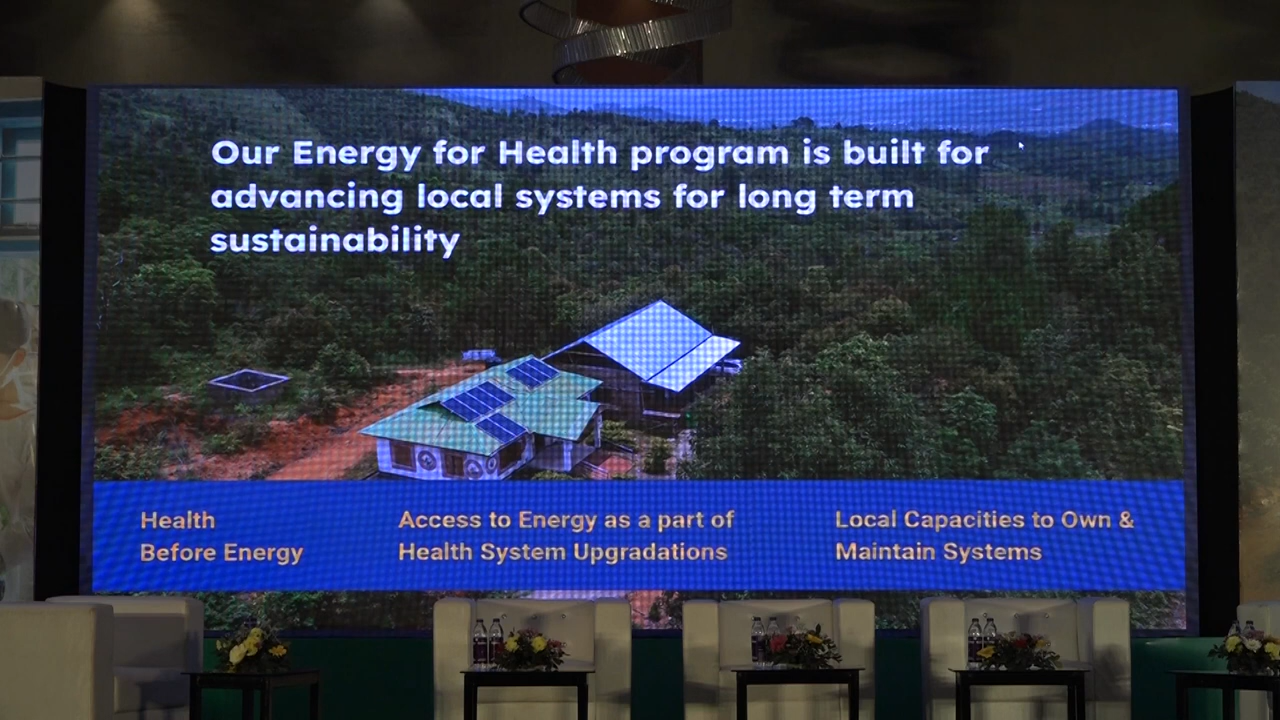 Our Energy for Health program is built for
advancing local systems for long term
sustainability
Health
Before Energy
Access to Energy as a part of
Health System Upgradations
Local Capacities to Own &
Maintain Systems